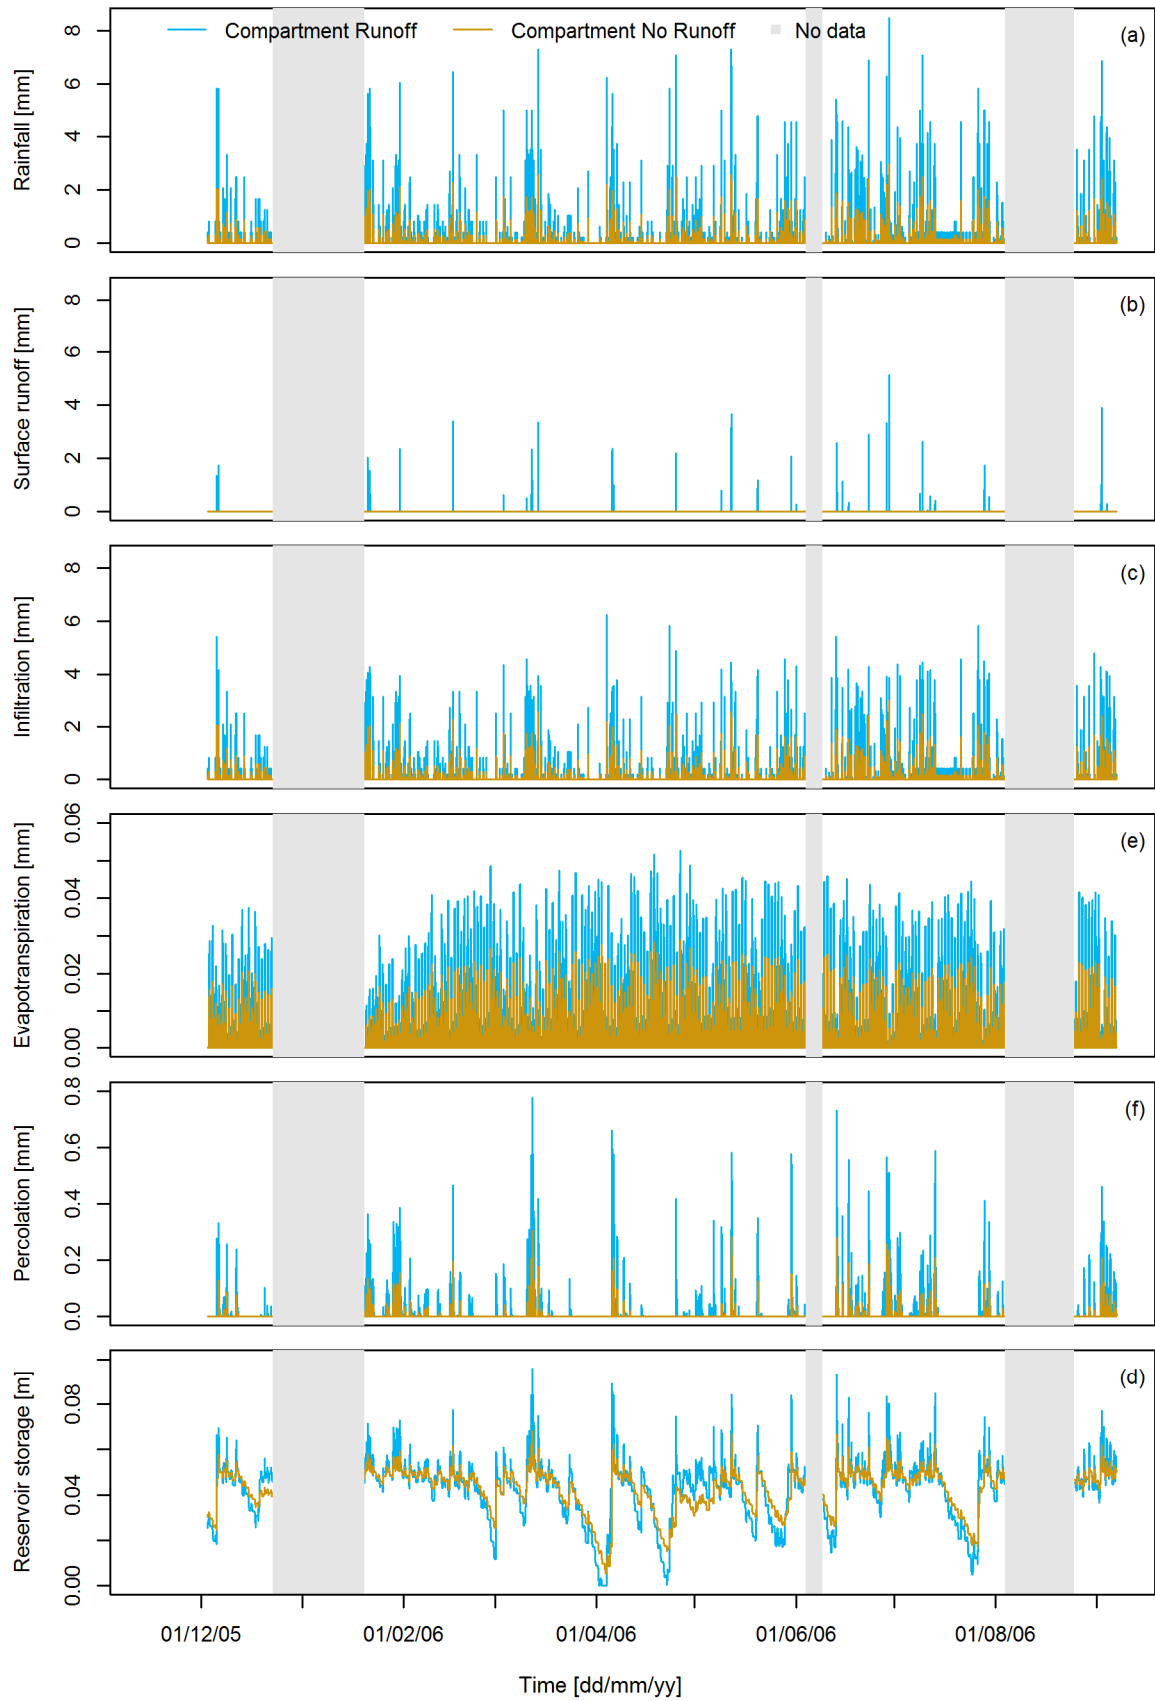 Compartment Runoff Compartment No Runoff No data
(a)
Rainfall [mm]
8
6
4
2
0
(b)
Surface runoff [mm]
8
6
4
2
0
(c)
Infiltration [mm]
8
6
4
2
0
(e)
Evapotranspiration [mm]
0.06
0.04
0.02
0.00
(f)
Percolation [mm]
0.8
0.6
0.4
0.2
0.0
(d)
Reservoir storage [m]
0.08
0.04
0.00
01/12/05 01/02/06 01/04/06 01/06/06 01/08/06
Time [dd/mm/yy]